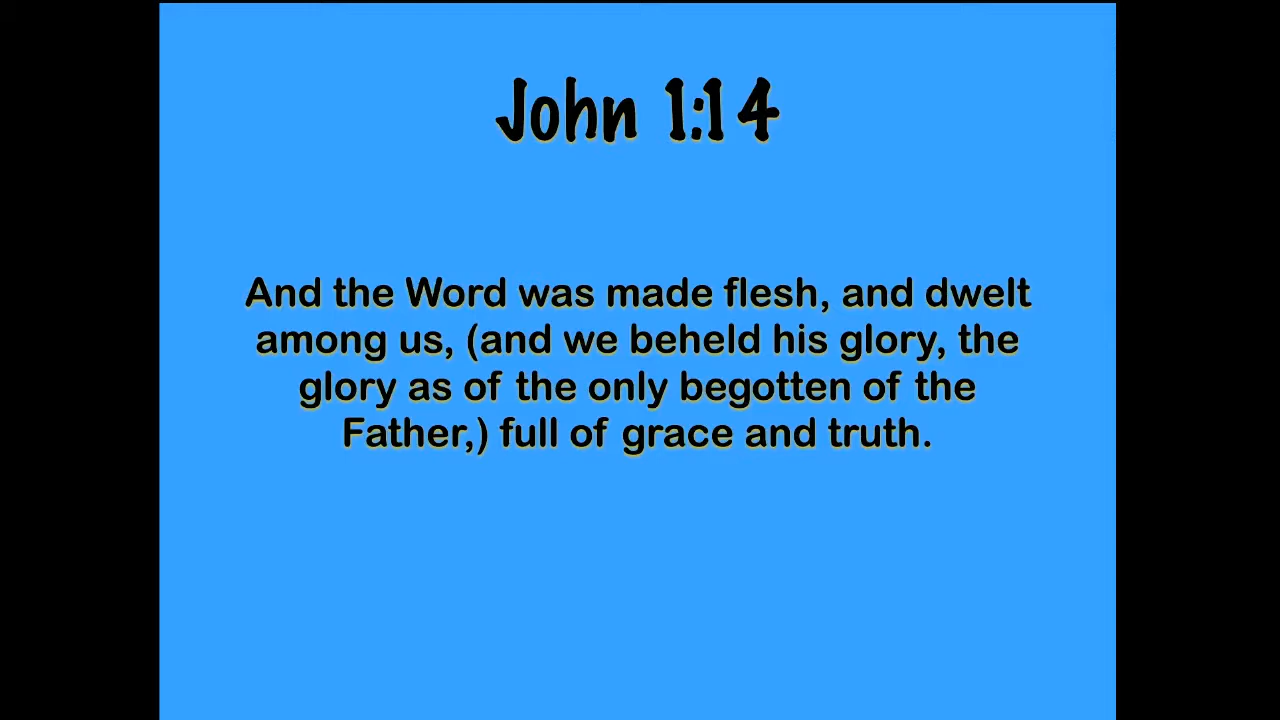 John 1:14
And the Word was made flesh, and dwelt
among us, (and we beheld his glory, the
glory as of the only begotten of the
Father,) full of grace and truth.